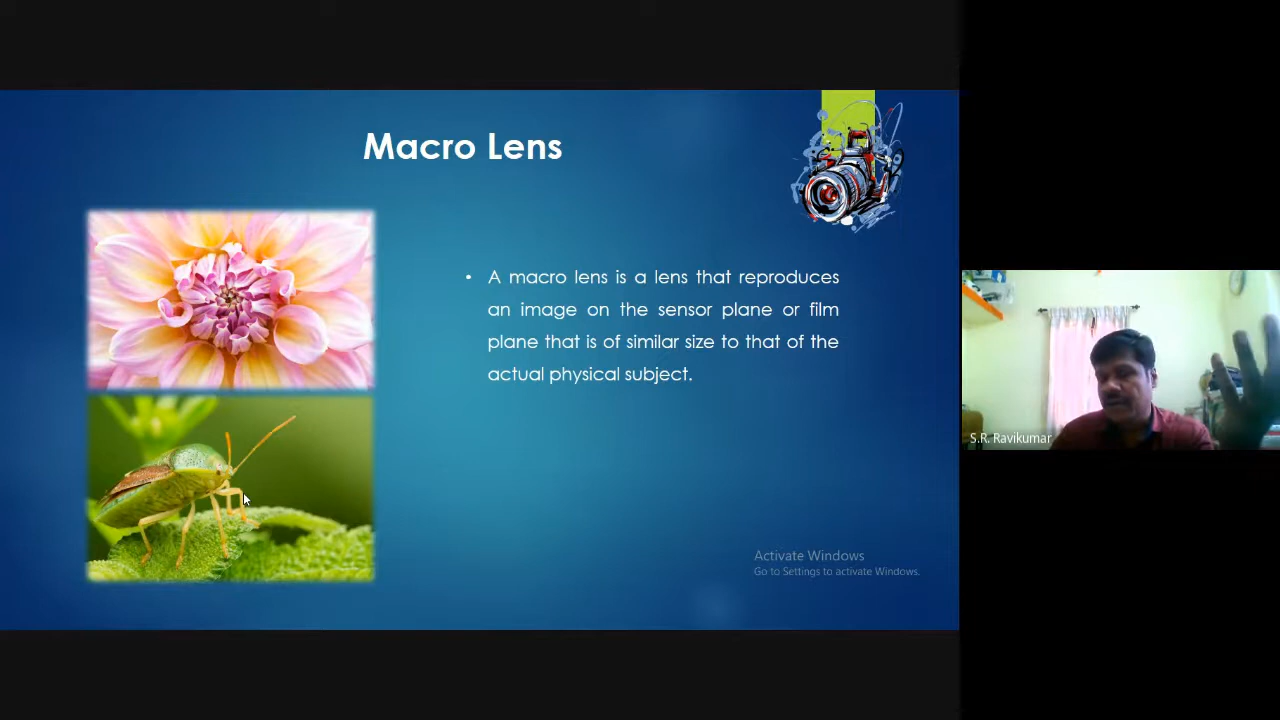 Macro Lens
• A macro lens is a lens that reproduces
an image on the sensor plane or film
plane that is of similar size to that of the
actual physical subject.
Activate Windows
Go to Settings to activate Windows.
S.R. Ravikumar